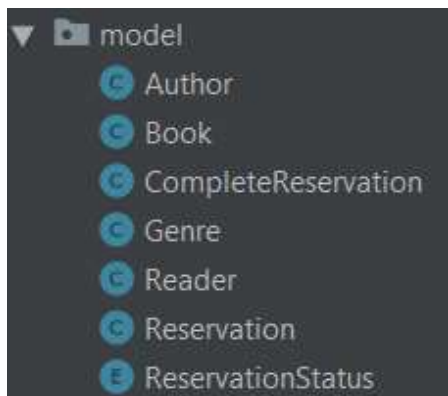 model
C Author
C Book
C CompleteReservation
C Genre
C Reader
C Reservation
E ReservationStatus